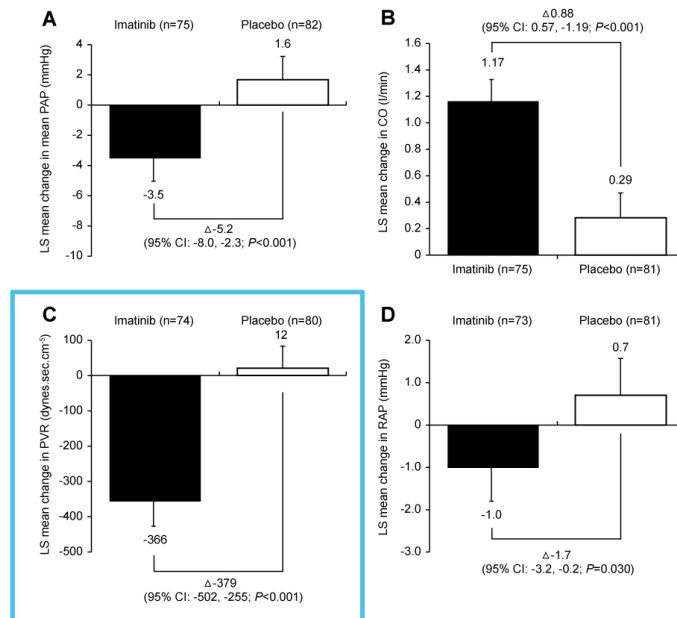 A
Imatinib (n=75) Placebo (n=82)
LS mean change in mean PAP (mmHg)
4
2
0
-2
-4
-6
-8
-10
1.6
-3.5
Δ-5.2
(95% CI: -8.0, -2.3; P<0.001)
B
Δ0.88
(95% CI: 0.57, -1.19; P<0.001)
LS mean change in CO (l/min)
1.6
1.4
1.2
1.0
0.8
0.6
0.4
0.2
0
1.17
0.29
Imatinib (n=75) Placebo (n=81)
C
Imatinib (n=74) Placebo (n=80)
LS mean change in PVR (dynes.sec.cm-5)
100
0
-100
-200
-300
-400
-500
12
-366
Δ-379
(95% CI: -502, -255; P<0.001)
D
Imatinib (n=73) Placebo (n=81)
LS mean change in RAP (mmHg)
2.0
1.0
0
-1.0
-2.0
-3.0
0.7
-1.0
Δ-1.7
(95% CI: -3.2, -0.2; P=0.030)